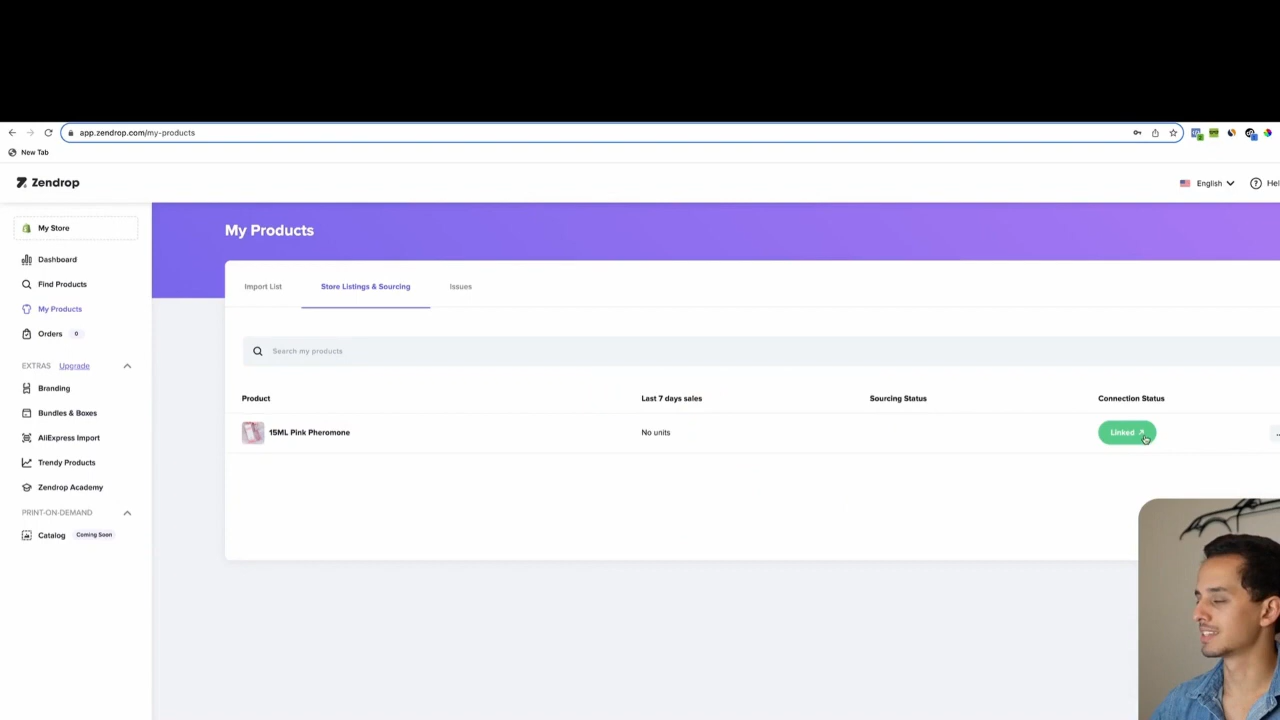 app.zendrop.com/my-products
New Tab
Zendrop
English
My Store
My Products
Dashboard
Find Products
My Products
Orders 0
EXTRAS Upgrade
Branding
Bundles & Boxes
AliExpress Import
Trendy Products
Zendrop Academy
PRINT-ON-DEMAND
Catalog Coming Soon
Import List Store Listings & Sourcing Issues
Search my products
Product Last 7 days sales Sourcing Status Connection Status
15ML Pink Pheromone No units Linked